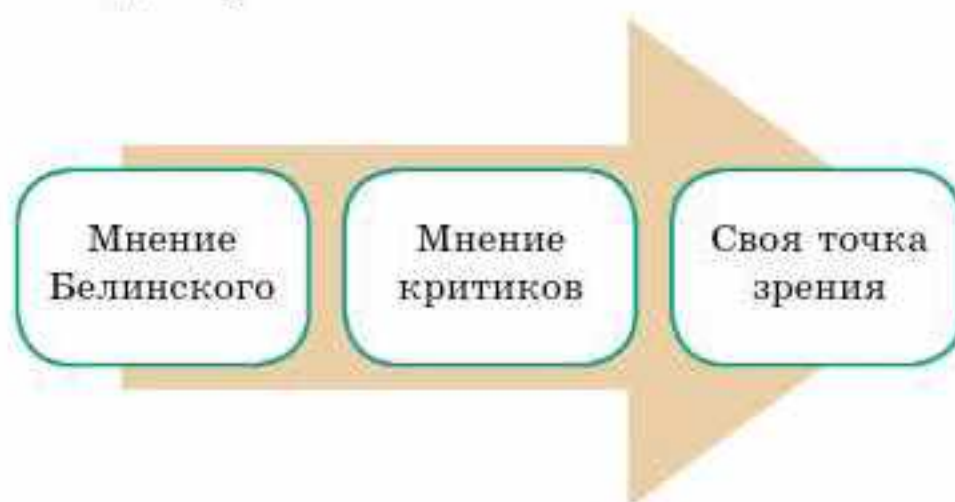 Мнение
Белинского
Мнение
критиков
Своя точка
зрения